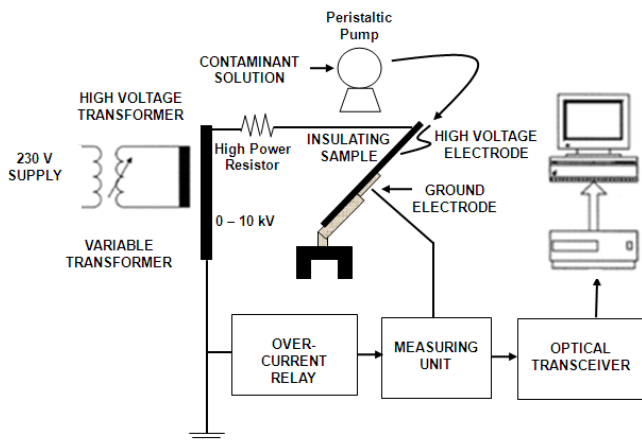 Peristaltic
Pump
CONTAMINANT
SOLUTION
HIGH VOLTAGE
TRANSFORMER
230 V
SUPPLY
High Power
Resistor
INSULATING
SAMPLE
HIGH VOLTAGE
ELECTRODE
GROUND
ELECTRODE
0 – 10 kV
VARIABLE
TRANSFORMER
OVER-
CURRENT
RELAY
MEASURING
UNIT
OPTICAL
TRANSCEIVER